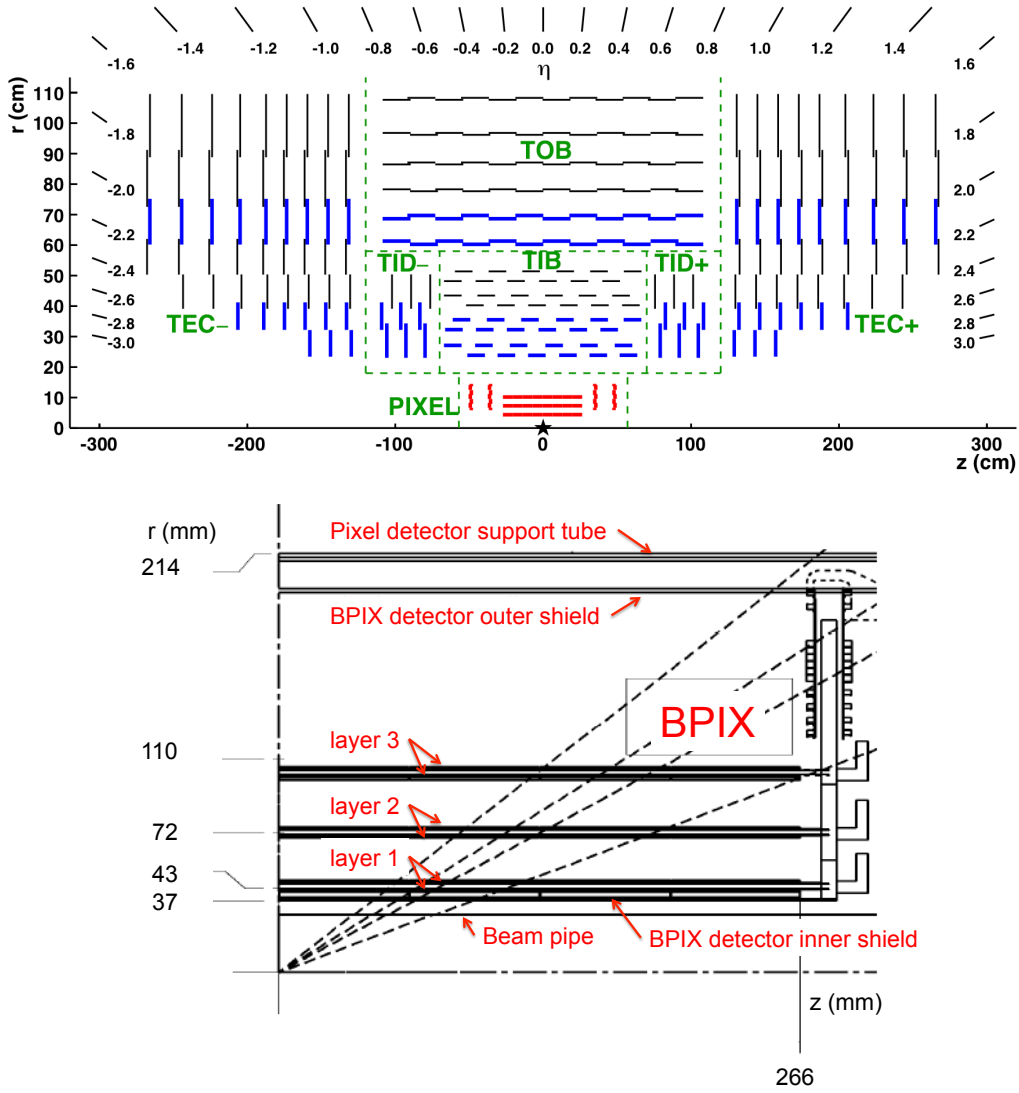 -1.4 -1.2 -1.0 -0.8 -0.6 -0.4 -0.2 0.0 0.2 0.4 0.6 0.8 1.0 1.2 1.4
-1.6 η 1.6
r (cm)
110
100
90
80
70
60
50
40
30
20
10
0
-1.8 1.8
-2.0 2.0
-2.2 2.2
-2.4 2.4
-2.6 2.6
-2.8 2.8
-3.0 3.0
TOB
TID− TIB TID+
TEC− TEC+
PIXEL
-300 -200 -100 0 100 200 300
z (cm)
r (mm)
Pixel detector support tube
214
BPIX detector outer shield
BPIX
110
layer 3
layer 2
72
layer 1
43
37
Beam pipe
BPIX detector inner shield
z (mm)
266